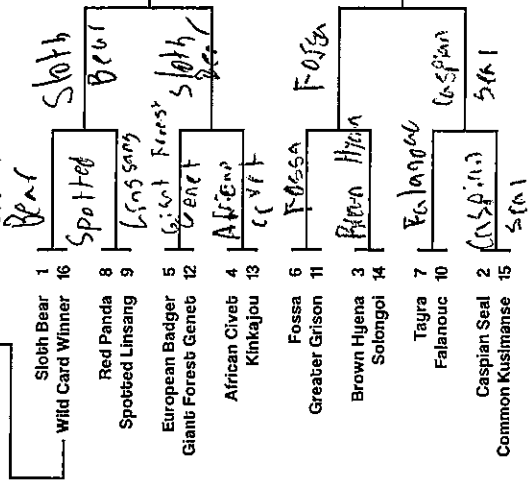 Sloth Bear 1
Wild Card Winner 16
Red Panda 8
Spotted Linsang 9
European Badger 5
Giant Forest Genet 12
African Civet 4
Kinkajou 13
Fossa 6
Greater Grison 11
Brown Hyena 3
Solongoi 14
Tayra 7
Falanouc 10
Caspian Seal 2
Common Kusimanse 15
Bear
Spotted
Linsang
Giant Forest
Genet
African
Civet
Fossa
Brown Hyena
Falanouc
Caspian
Seal
Sloth
Bear
Sloth
Bear
Fossa
Caspian
Seal